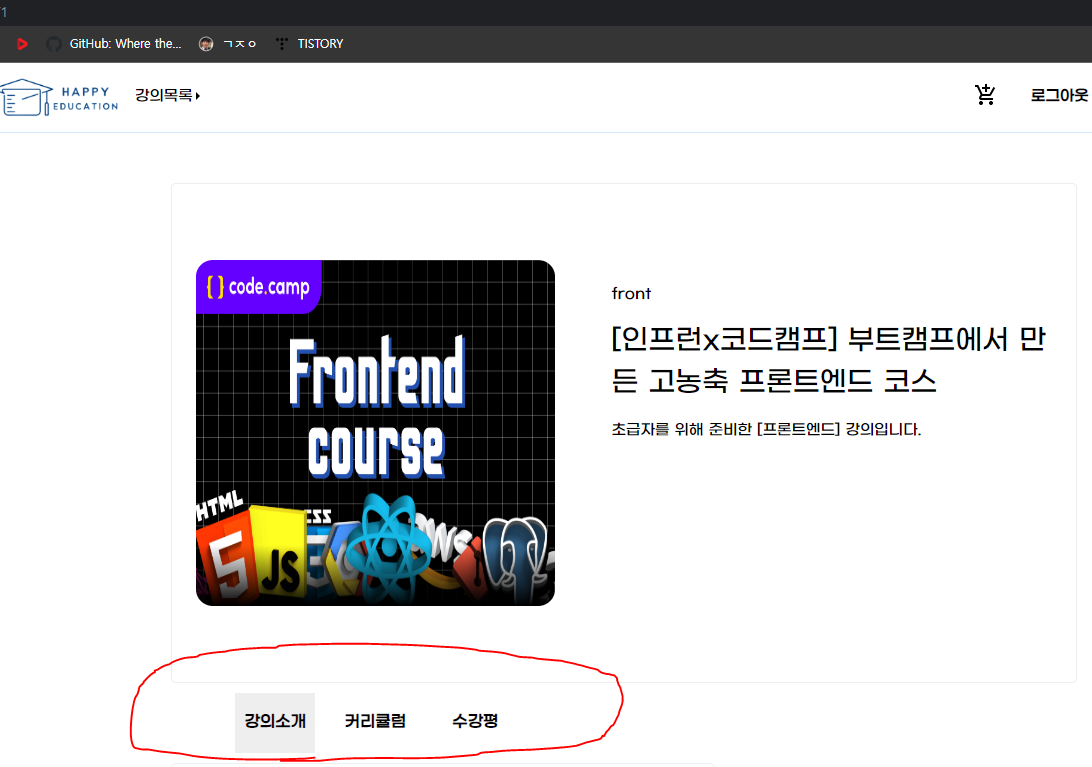 1
GitHub: Where the...
ㄱㅈㅇ
TISTORY
HAPPY
EDUCATION
강의목록
로그아웃
{ } code.camp
Frontend
course
HTML
5
JS
CSS
front
[인프런x코드캠프] 부트캠프에서 만
든 고농축 프론트엔드 코스
초급자를 위해 준비한 [프론트엔드] 강의입니다.
강의소개
커리큘럼
수강평